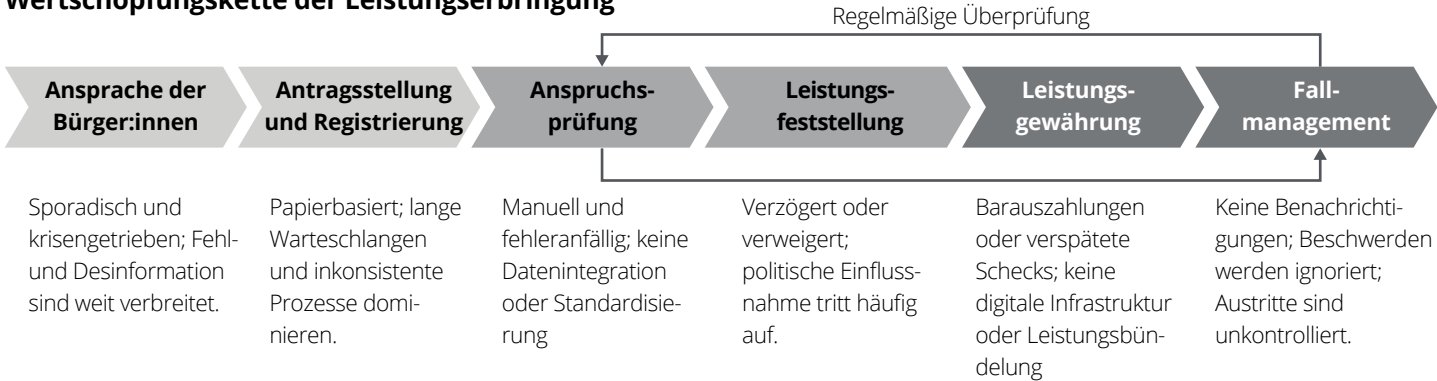 Wertschöpfungskette der Leistungserbringung
Regelmäßige Überprüfung
Ansprache der
Bürger:innen
Antragsstellung
und Registrierung
Anspruchs-
prüfung
Leistungs-
feststellung
Leistungs-
gewährung
Fall-
management
Sporadisch und
krisengetrieben; Fehl-
und Desinformation
sind weit verbreitet.
Papierbasiert; lange
Warteschlangen
und inkonsistente
Prozesse domi-
nieren.
Manuell und
fehleranfällig; keine
Datenintegration
oder Standardisie-
rung
Verzögert oder
verweigert;
politische Einfluss-
nahme tritt häufig
auf.
Barauszahlungen
oder verspätete
Schecks; keine
digitale Infrastruktur
oder Leistungsbün-
delung
Keine Benachrichti-
gungen; Beschwerden
werden ignoriert;
Austritte sind
unkontrolliert.